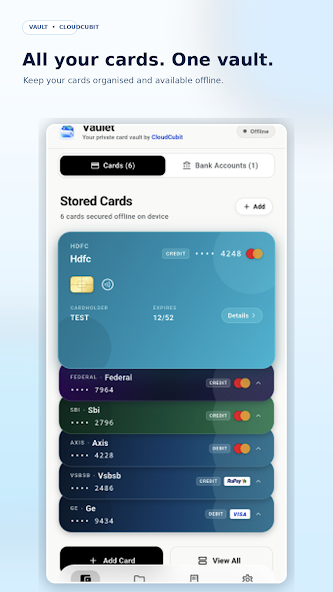 VAULT • CLOUDCUBIT
All your cards. One vault.
Keep your cards organised and available offline.
Vaulet
Your private card vault by CloudCubit
Offline
Cards (6)
Bank Accounts (1)
Stored Cards
6 cards secured offline on device
+ Add
HDFC
Hdfc
CREDIT
•••• 4248
CARDHOLDER
TEST
EXPIRES
12/52
Details >
FEDERAL · Federal
•••• 7964
CREDIT
SBI · Sbi
•••• 2796
CREDIT
AXIS · Axis
•••• 4228
DEBIT
VSBSB · Vsbsb
•••• 2486
CREDIT
RuPay
GE · Ge
•••• 9434
DEBIT
VISA
+ Add Card
View All